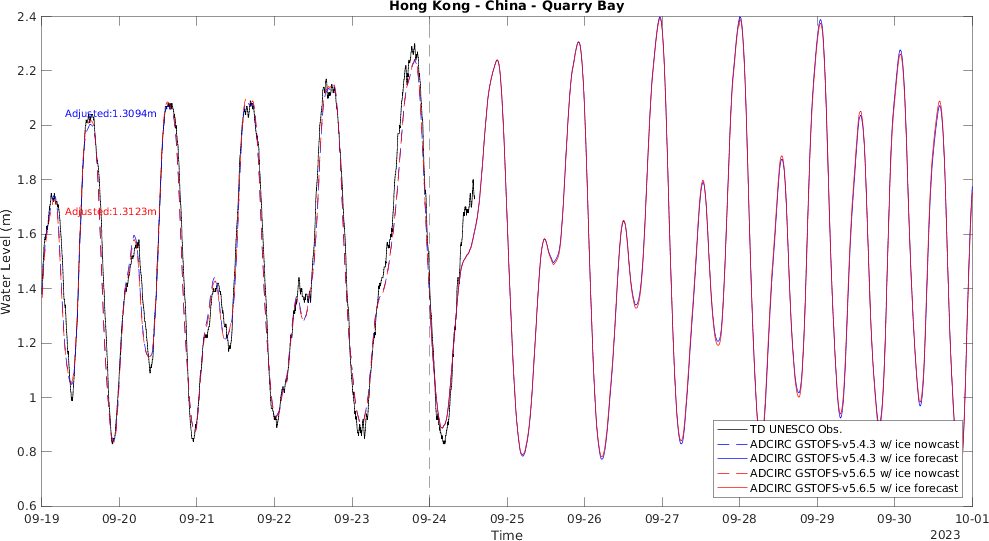 Hong Kong - China - Quarry Bay
2.4
2.2
2
1.8
1.6
1.4
1.2
1
0.8
0.6
Water Level (m)
Adjusted:1.3094m
Adjusted:1.3123m
TD UNESCO Obs.
ADCIRC GSTOFS-v5.4.3 w/ ice nowcast
ADCIRC GSTOFS-v5.4.3 w/ ice forecast
ADCIRC GSTOFS-v5.6.5 w/ ice nowcast
ADCIRC GSTOFS-v5.6.5 w/ ice forecast
09-19 09-20 09-21 09-22 09-23 09-24 09-25 09-26 09-27 09-28 09-29 09-30 10-01
Time
2023